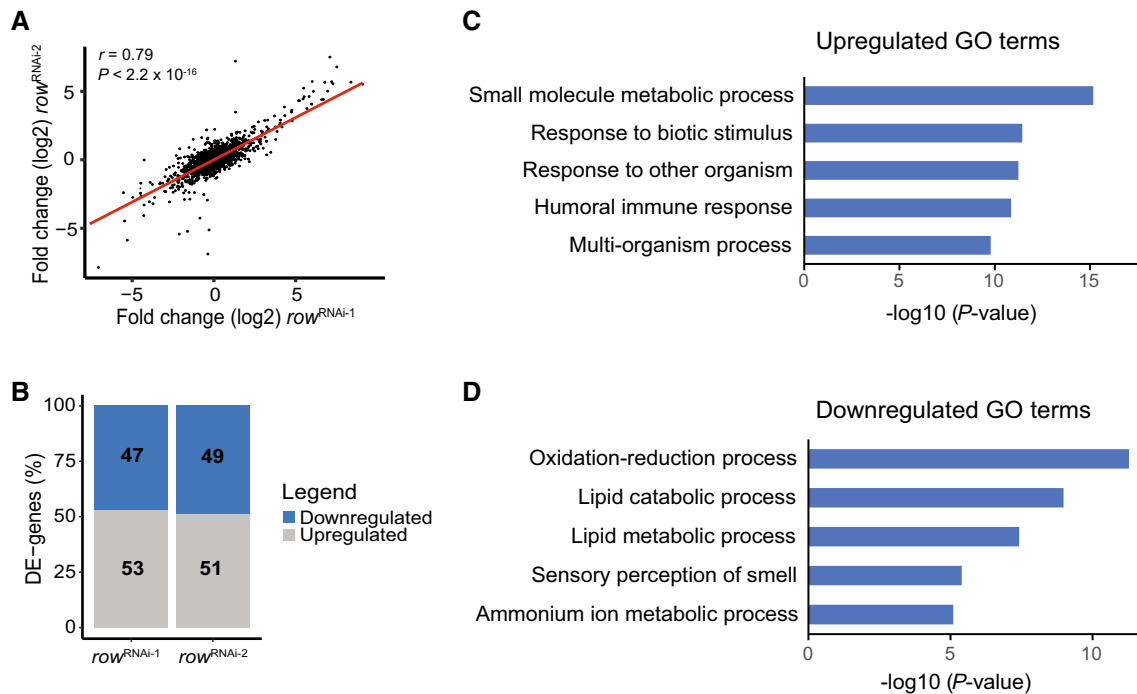 A
r = 0.79
P < 2.2 x 10-16
Fold change (log2) rowRNAi-2
5
0
−5
−5
0
5
Fold change (log2) rowRNAi-1
B
DE−genes (%)
100
75
50
25
0
47
49
53
51
rowRNAi-1
rowRNAi-2
Legend
Downregulated
Upregulated
C
Upregulated GO terms
Small molecule metabolic process
Response to biotic stimulus
Response to other organism
Humoral immune response
Multi-organism process
0
5
10
15
-log10 (P-value)
D
Downregulated GO terms
Oxidation-reduction process
Lipid catabolic process
Lipid metabolic process
Sensory perception of smell
Ammonium ion metabolic process
0
5
10
-log10 (P-value)